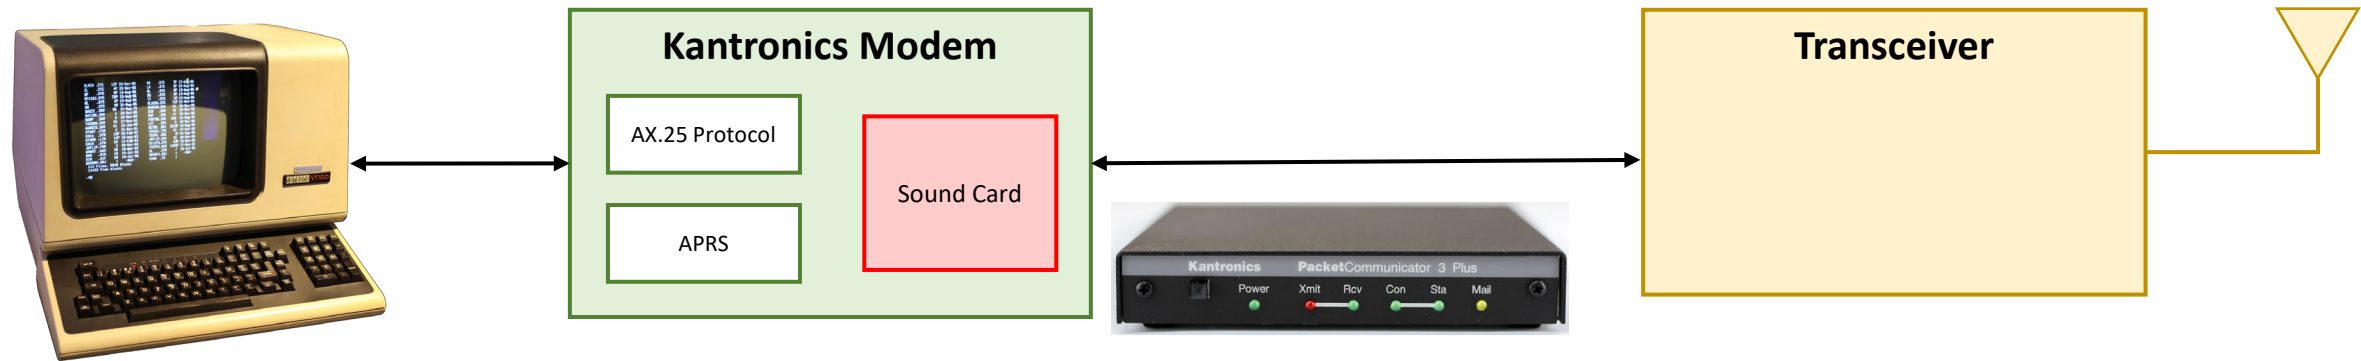 Kantronics Modem
AX.25 Protocol
APRS
Sound Card
Transceiver
VT100
Kantronics PacketCommunicator 3 Plus
Power Xmit Rcv Con Sta Mail